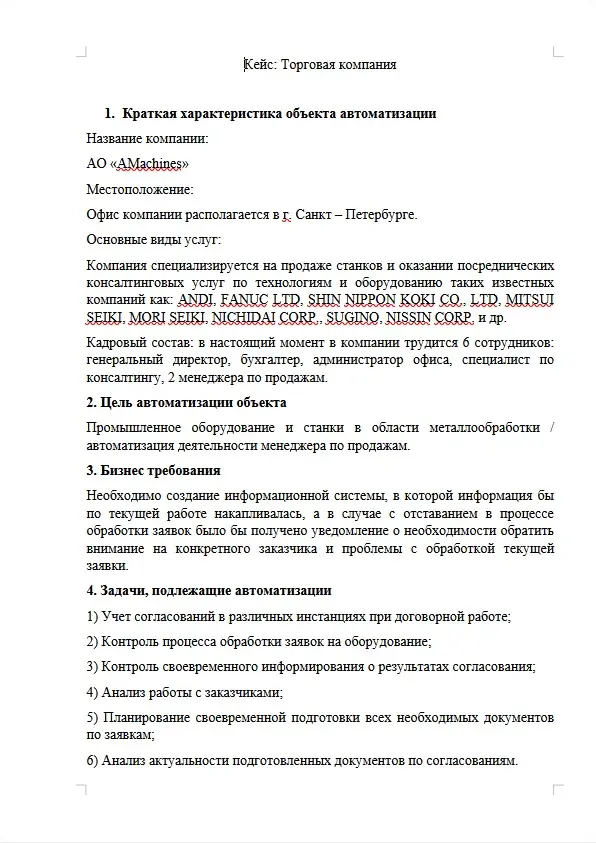 Кейс: Торговая компания
1. Краткая характеристика объекта автоматизации
Название компании:
АО «AMachines»
Местоположение:
Офис компании располагается в г. Санкт – Петербурге.
Основные виды услуг:
Компания специализируется на продаже станков и оказании посреднических
консалтинговых услуг по технологиям и оборудованию таких известных
компаний как: ANDI, FANUC LTD, SHIN NIPPON KOKI CO., LTD, MITSUI
SEIKI, MORI SEIKI, NICHIDAI CORP., SUGINO, NISSIN CORP. и др.
Кадровый состав: в настоящий момент в компании трудится 6 сотрудников:
генеральный директор, бухгалтер, администратор офиса, специалист по
консалтингу, 2 менеджера по продажам.
2. Цель автоматизации объекта
Промышленное оборудование и станки в области металлообработки /
автоматизация деятельности менеджера по продажам.
3. Бизнес требования
Необходимо создание информационной системы, в которой информация бы
по текущей работе накапливалась, а в случае с отставанием в процессе
обработки заявок было бы получено уведомление о необходимости обратить
внимание на конкретного заказчика и проблемы с обработкой текущей
заявки.
4. Задачи, подлежащие автоматизации
1) Учет согласований в различных инстанциях при договорной работе;
2) Контроль процесса обработки заявок на оборудование;
3) Контроль своевременного информирования о результатах согласования;
4) Анализ работы с заказчиками;
5) Планирование своевременной подготовки всех необходимых документов
по заявкам;
6) Анализ актуальности подготовленных документов по согласованиям.